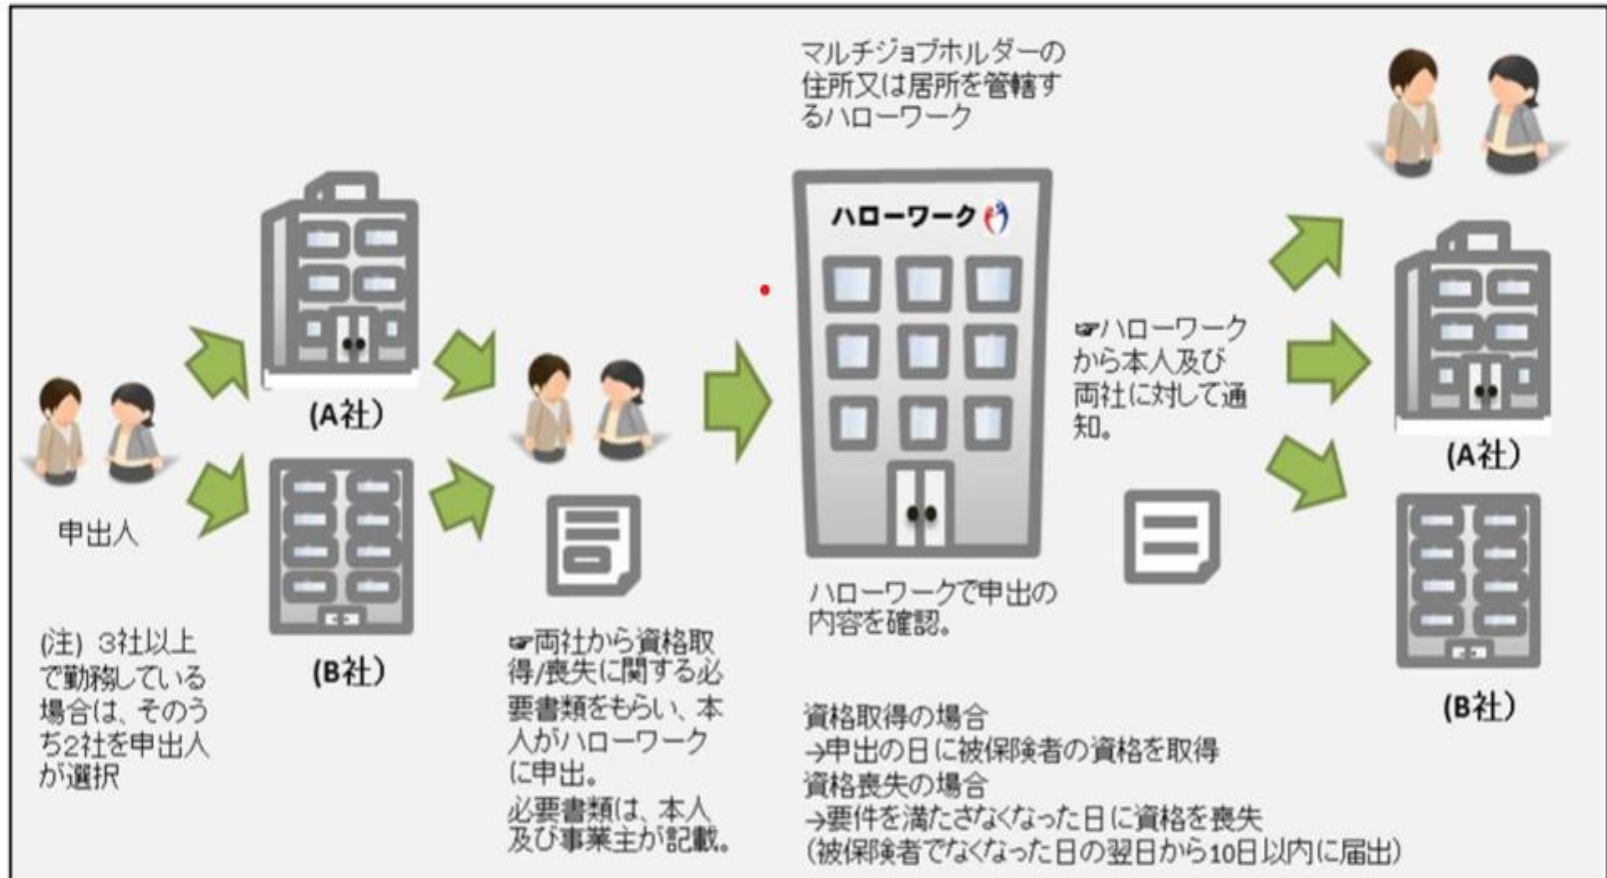 申出人
(注) 3社以上
で勤務している
場合は、そのう
ち2社を申出人
が選択
(A社)
(B社)
☞両社から資格取
得/喪失に関する必
要書類をもらい、本
人がハローワーク
に申出。
必要書類は、本人
及び事業主が記載。
マルチジョブホルダーの
住所又は居所を管轄す
るハローワーク
ハローワーク
ハローワークで申出の
内容を確認。
資格取得の場合
→申出の日に被保険者の資格を取得
資格喪失の場合
→要件を満たさなくなった日に資格を喪失
(被保険者でなくなった日の翌日から10日以内に届出)
☞ハローワーク
から本人及び
両社に対して通
知。
(A社)
(B社)